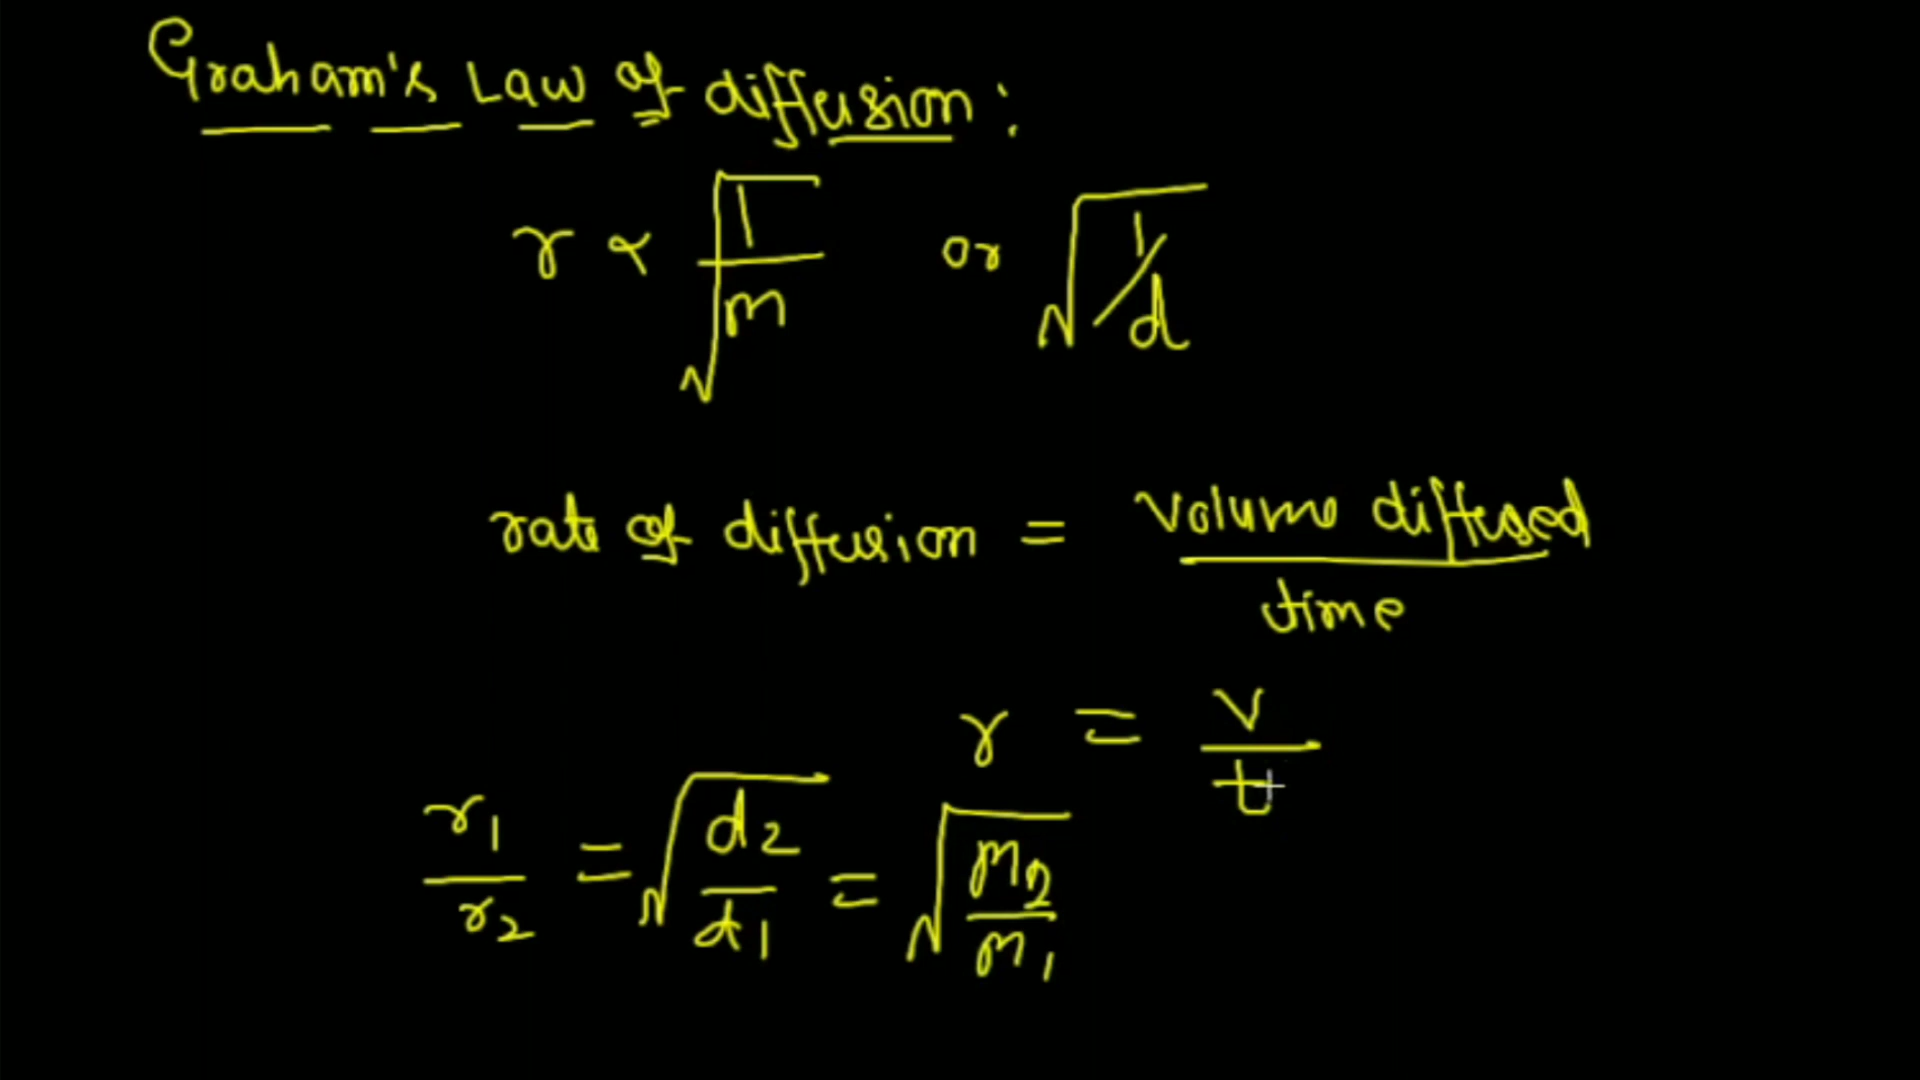 Graham's Law of diffusion:
r ∝ √(1/m) or √(1/d)
rate of diffusion = volume diffused / time
r = v/t
r1/r2 = √(d2/d1) = √(m2/m1)